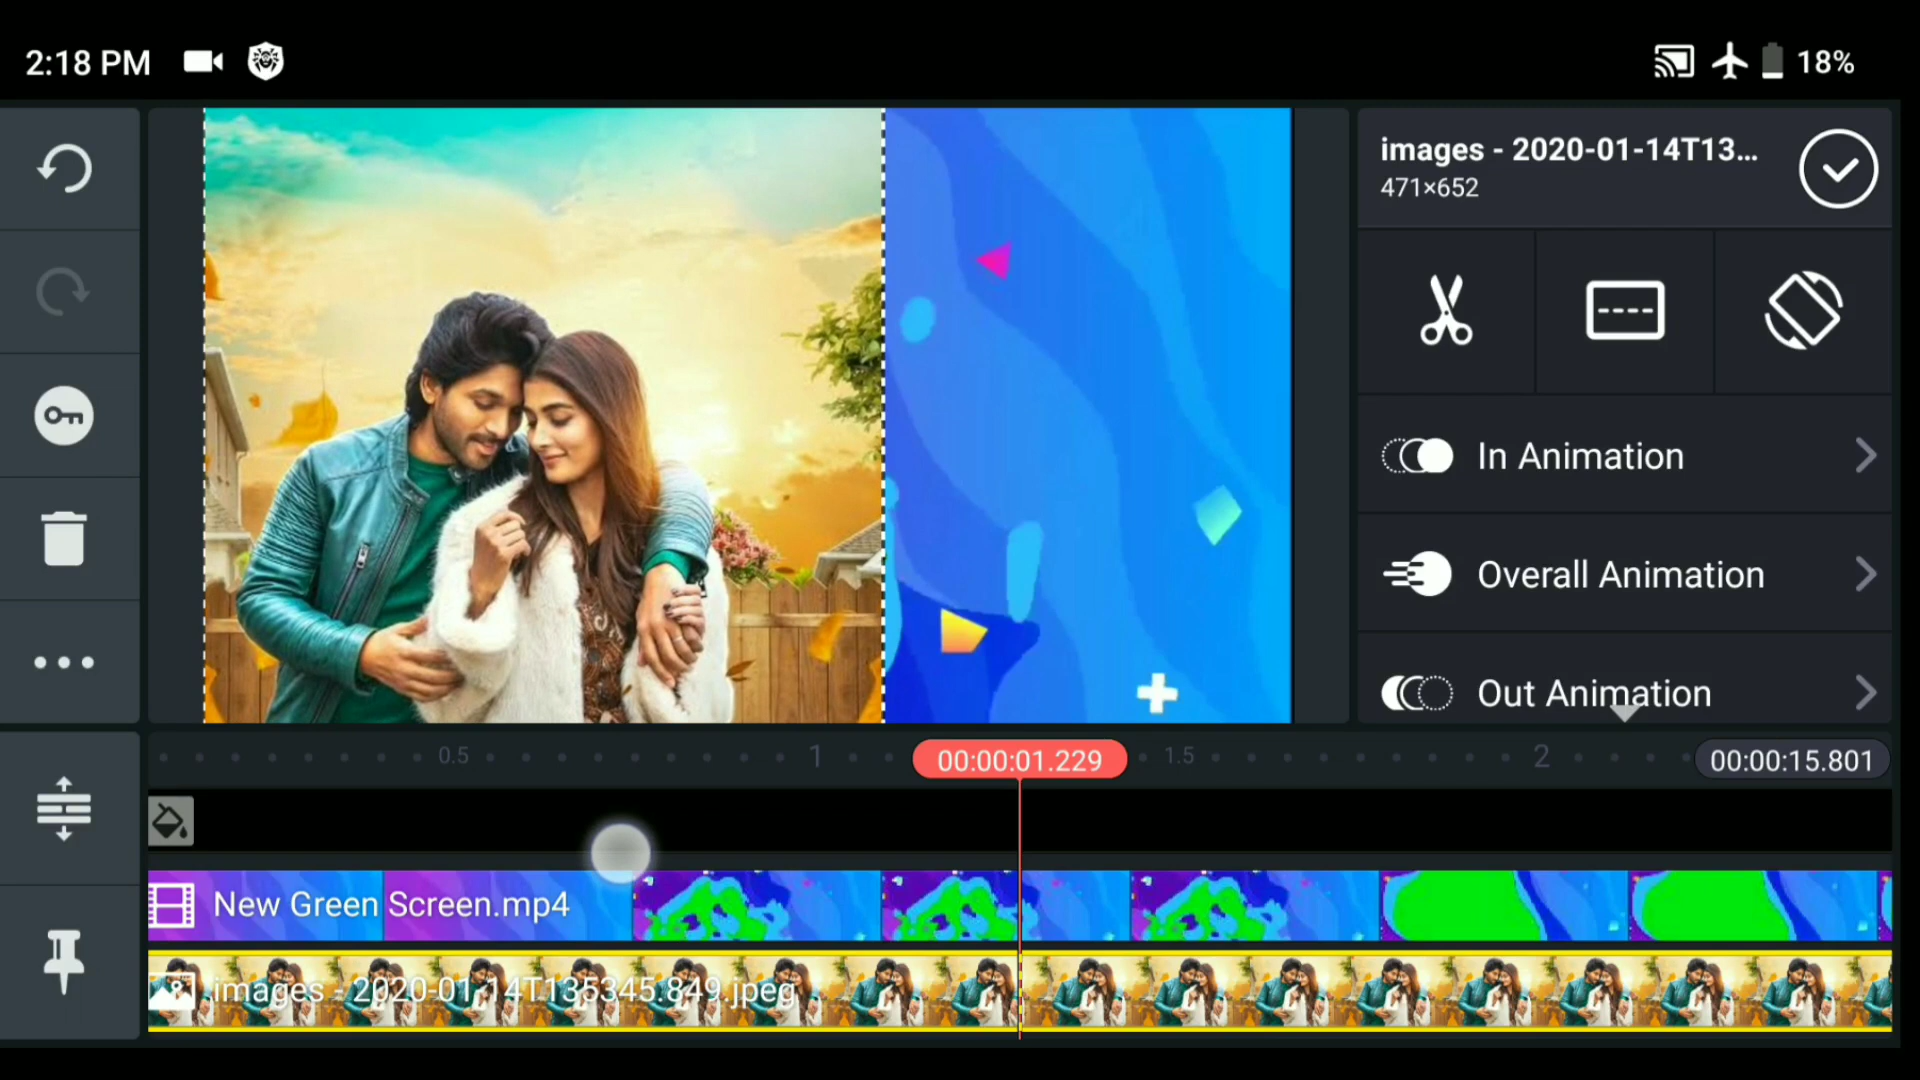 2:18 PM
18%
images - 2020-01-14T13...
471×652
In Animation
Overall Animation
Out Animation
0.5
1
00:00:01.229
1.5
2
00:00:15.801
New Green Screen.mp4
images - 2020-01-14T135345.849.jpeg